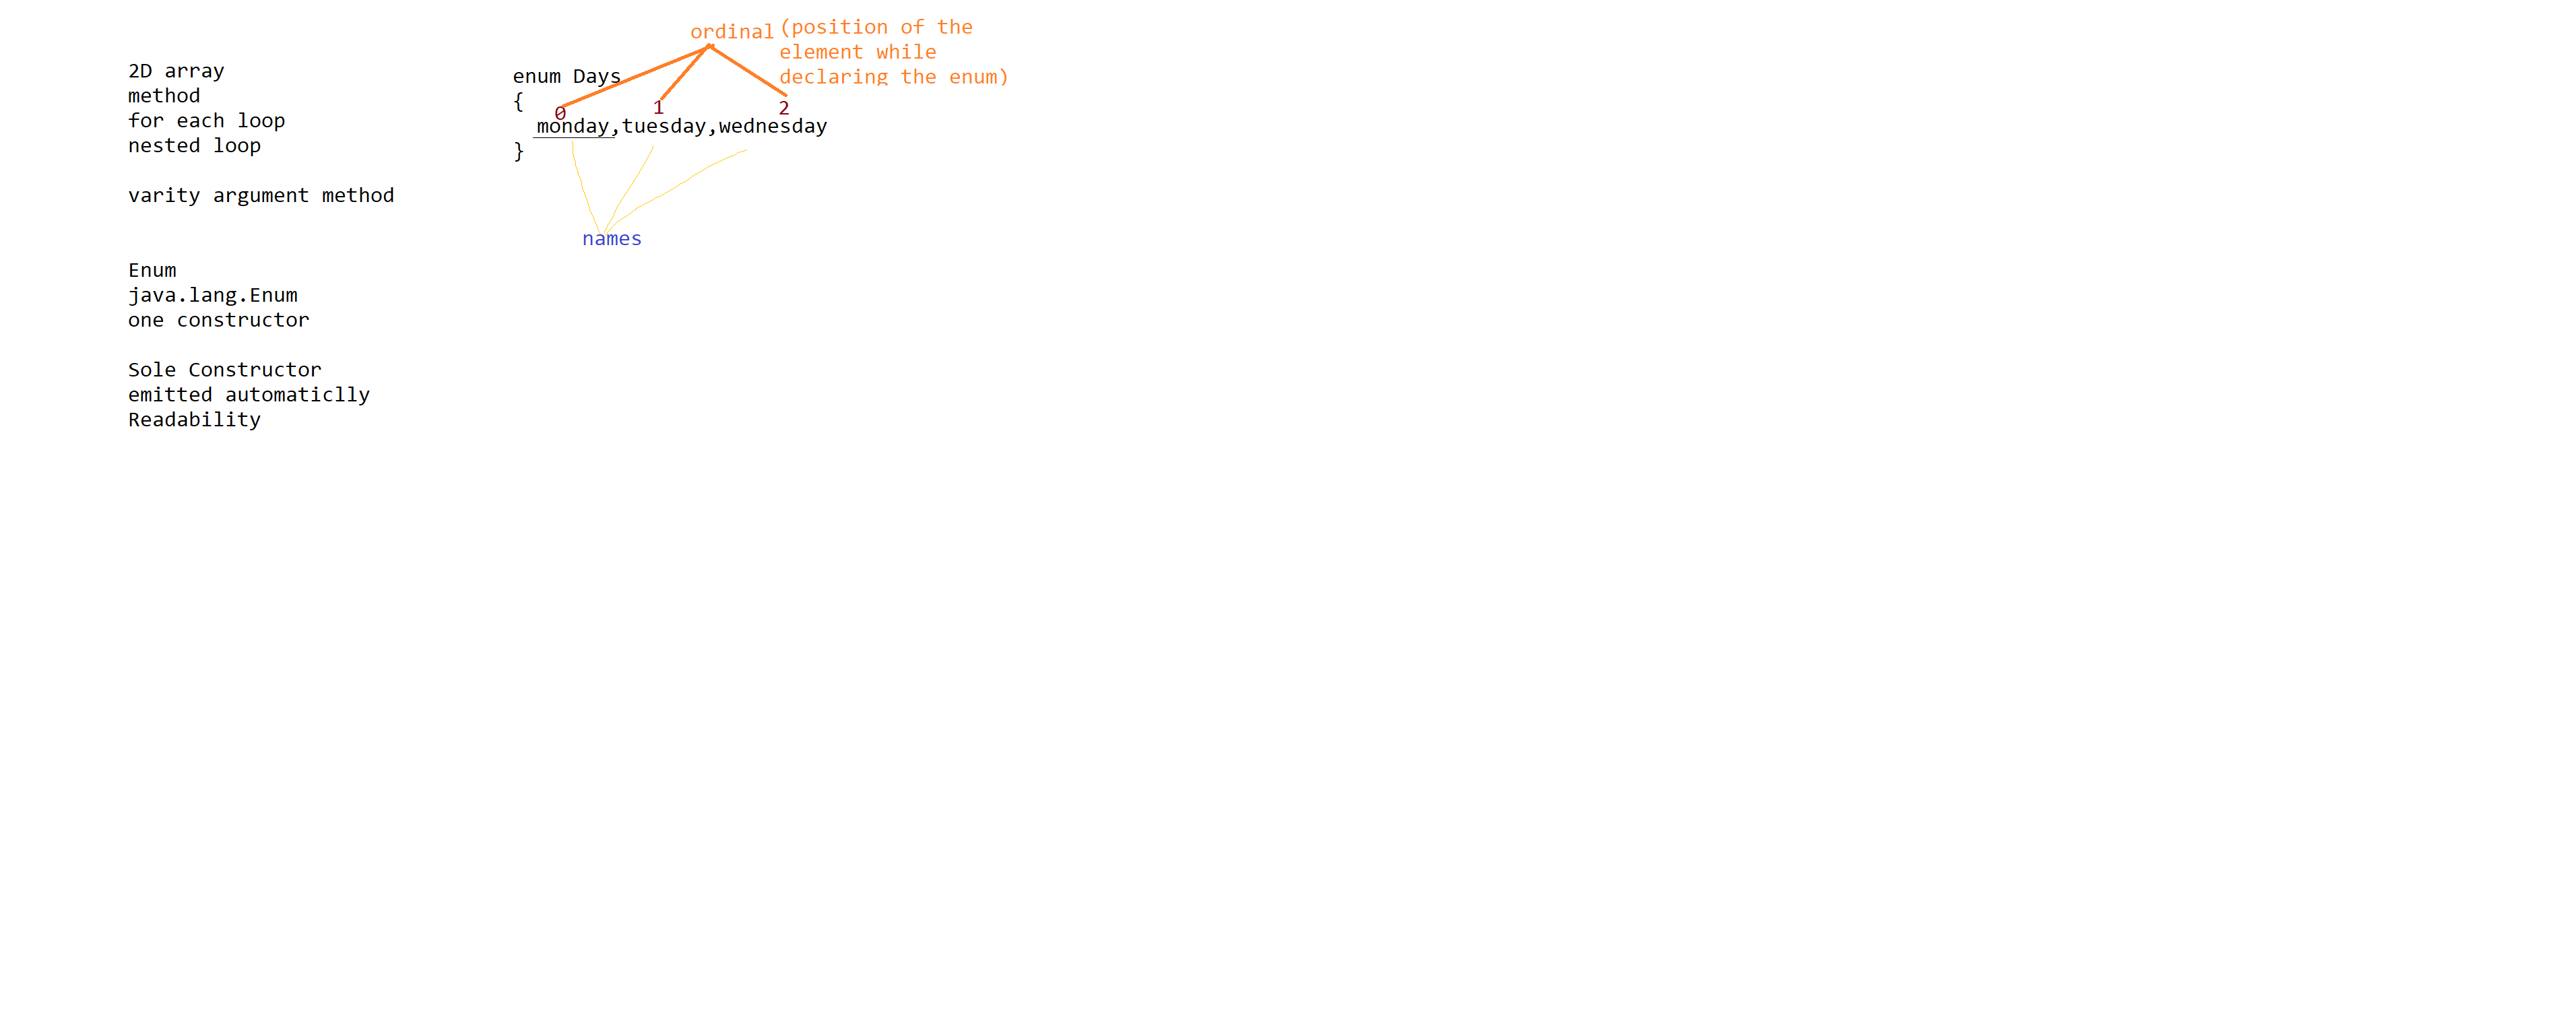 2D array
method
for each loop
nested loop
varity argument method
Enum
java.lang.Enum
one constructor
Sole Constructor
emitted automaticlly
Readability
ordinal
(position of the
element while
declaring the enum)
enum Days
{
0 1 2
monday,tuesday,wednesday
}
names